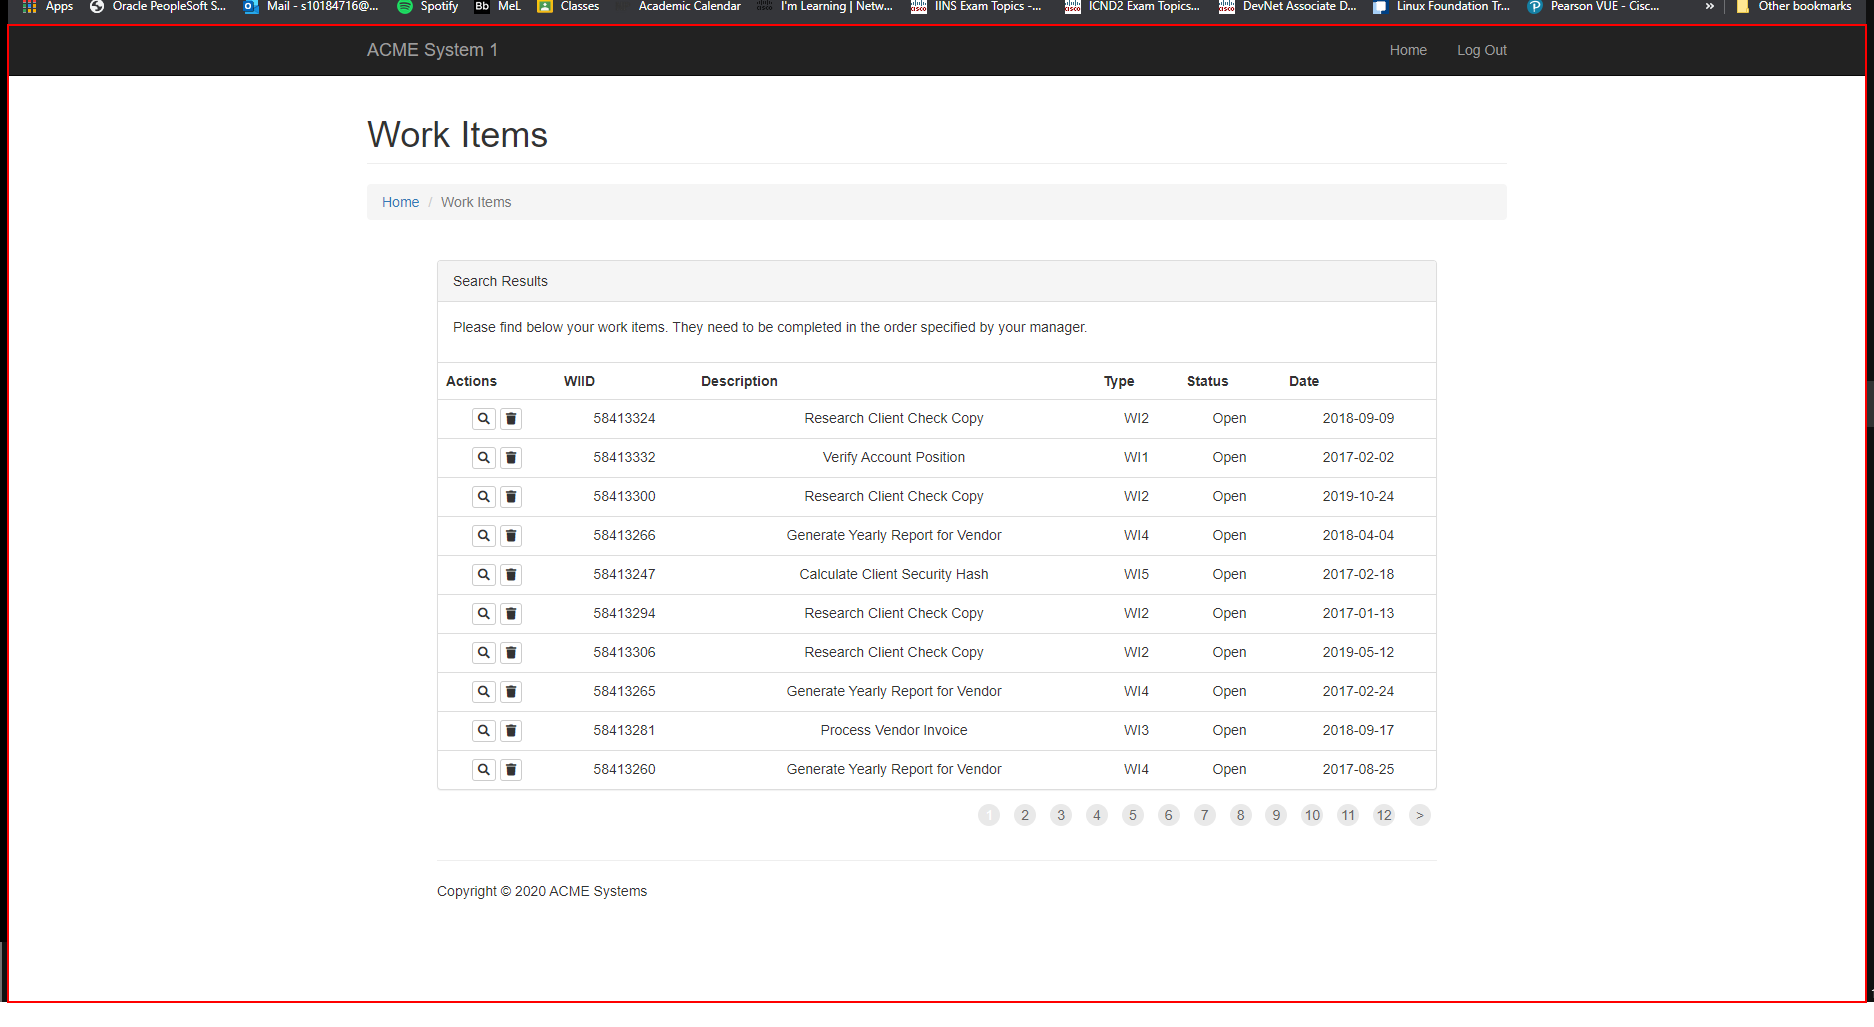 Apps Oracle PeopleSoft S... Mail - s10184716@... Spotify Bb MeL Classes Academic Calendar I'm Learning | Netw... IINS Exam Topics -... ICND2 Exam Topics... DevNet Associate D... Linux Foundation Tr... Pearson VUE - Cisc... » Other bookmarks
ACME System 1 Home Log Out
Work Items
Home / Work Items
Search Results
Please find below your work items. They need to be completed in the order specified by your manager.
Actions WIID Description Type Status Date
58413324 Research Client Check Copy WI2 Open 2018-09-09
58413332 Verify Account Position WI1 Open 2017-02-02
58413300 Research Client Check Copy WI2 Open 2019-10-24
58413266 Generate Yearly Report for Vendor WI4 Open 2018-04-04
58413247 Calculate Client Security Hash WI5 Open 2017-02-18
58413294 Research Client Check Copy WI2 Open 2017-01-13
58413306 Research Client Check Copy WI2 Open 2019-05-12
58413265 Generate Yearly Report for Vendor WI4 Open 2017-02-24
58413281 Process Vendor Invoice WI3 Open 2018-09-17
58413260 Generate Yearly Report for Vendor WI4 Open 2017-08-25
1 2 3 4 5 6 7 8 9 10 11 12 >
Copyright © 2020 ACME Systems